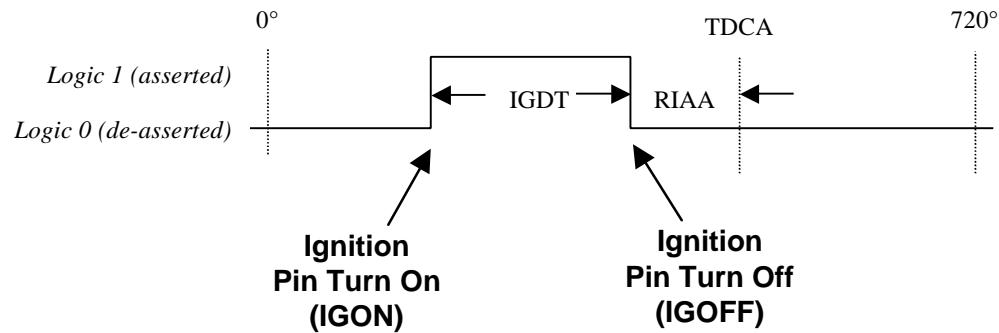 0°
TDCA
720°
Logic 1 (asserted)
IGDT
RIAA
Logic 0 (de-asserted)
Ignition
Pin Turn On
(IGON)
Ignition
Pin Turn Off
(IGOFF)